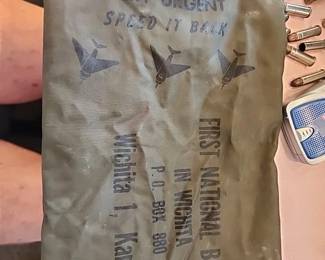 URGENT
SPEED IT BACK
FIRST NATIONAL B
IN WICHITA
P. O. BOX 880
Wichita 1, Kan